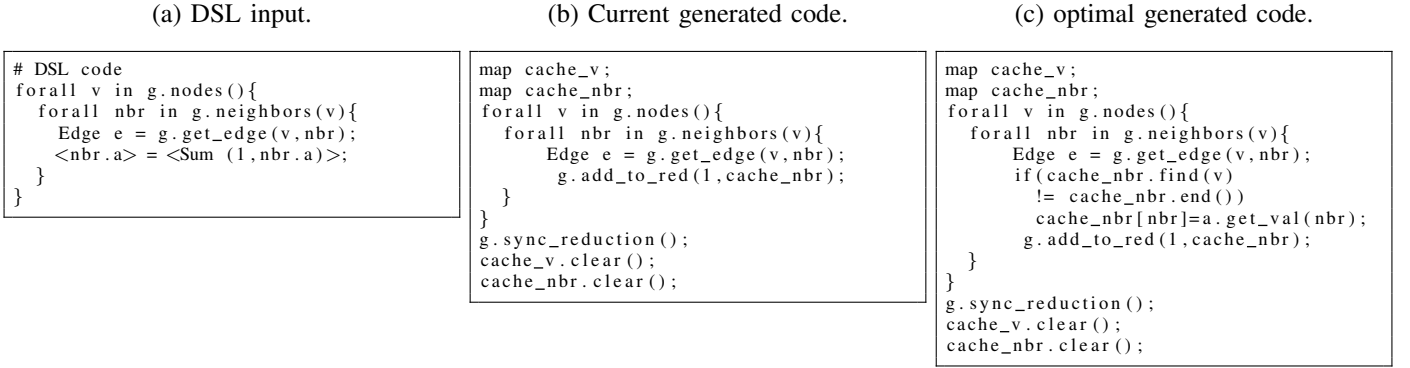 (a) DSL input.
# DSL code
forall v in g.nodes(){
forall nbr in g.neighbors(v){
Edge e = g.get_edge(v,nbr);
<nbr.a> = <Sum (1,nbr.a)>;
}
}
(b) Current generated code.
map cache_v;
map cache_nbr;
forall v in g.nodes(){
forall nbr in g.neighbors(v){
Edge e = g.get_edge(v,nbr);
g.add_to_red(1,cache_nbr);
}
}
g.sync_reduction();
cache_v.clear();
cache_nbr.clear();
(c) optimal generated code.
map cache_v;
map cache_nbr;
forall v in g.nodes(){
forall nbr in g.neighbors(v){
Edge e = g.get_edge(v,nbr);
if(cache_nbr.find(v)
!= cache_nbr.end())
cache_nbr[nbr]=a.get_val(nbr);
g.add_to_red(1,cache_nbr);
}
}
g.sync_reduction();
cache_v.clear();
cache_nbr.clear();